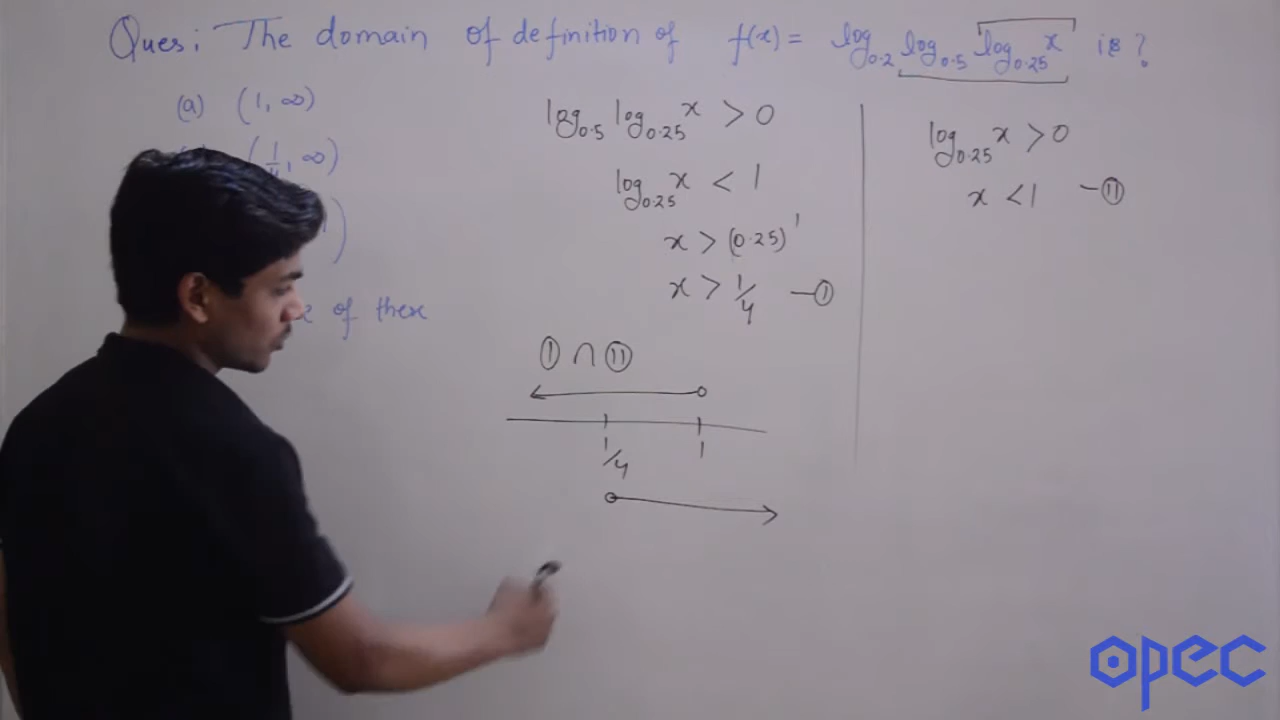 Ques: The domain of definition of f(x) = log0.2 log0.5 log0.25 x is ?
(a) (1, ∞)
(1/4, ∞)
1)
of these
log0.5 log0.25 x > 0
log0.25 x < 1
x > (0.25)¹
x > 1/4 —①
① ∩ ⑪
1/4 1
log0.25 x > 0
x < 1 —⑪
opec